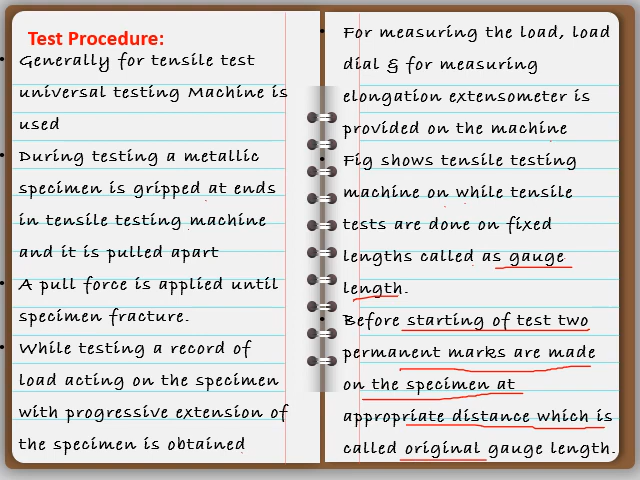 Test Procedure:
• Generally for tensile test
universal testing Machine is
used
• During testing a metallic
specimen is gripped at ends
in tensile testing machine
and it is pulled apart
• A pull force is applied until
specimen fracture.
• While testing a record of
load acting on the specimen
with progressive extension of
the specimen is obtained
• For measuring the load, load
dial & for measuring
elongation extensometer is
provided on the machine
• Fig shows tensile testing
machine on while tensile
tests are done on fixed
lengths called as gauge
length.
• Before starting of test two
permanent marks are made
on the specimen at
appropriate distance which is
called original gauge length.